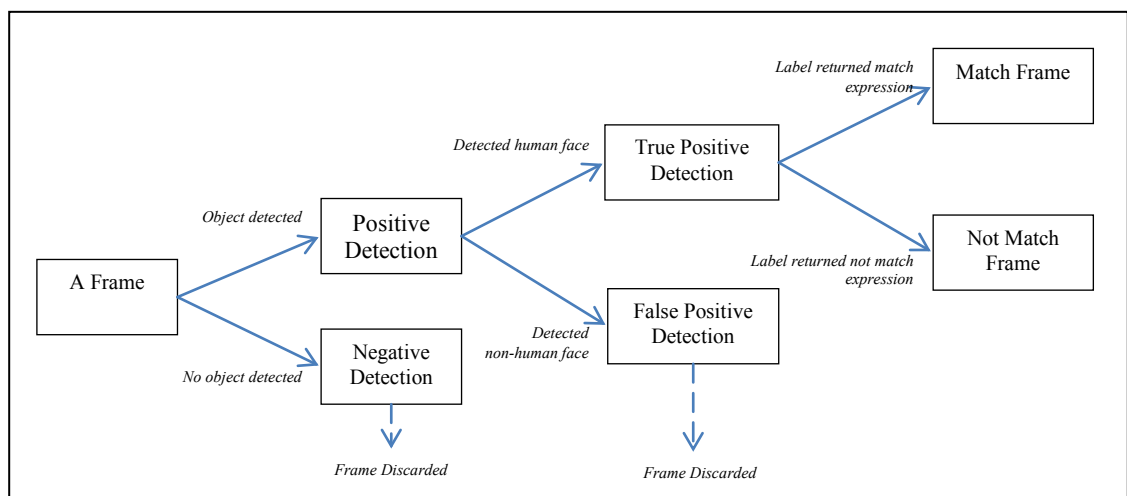 Label returned match
expression
Match Frame
Detected human face
True Positive
Detection
Object detected
Positive
Detection
Label returned not match
expression
Not Match
Frame
A Frame
No object detected
Negative
Detection
Detected
non-human face
False Positive
Detection
Frame Discarded
Frame Discarded